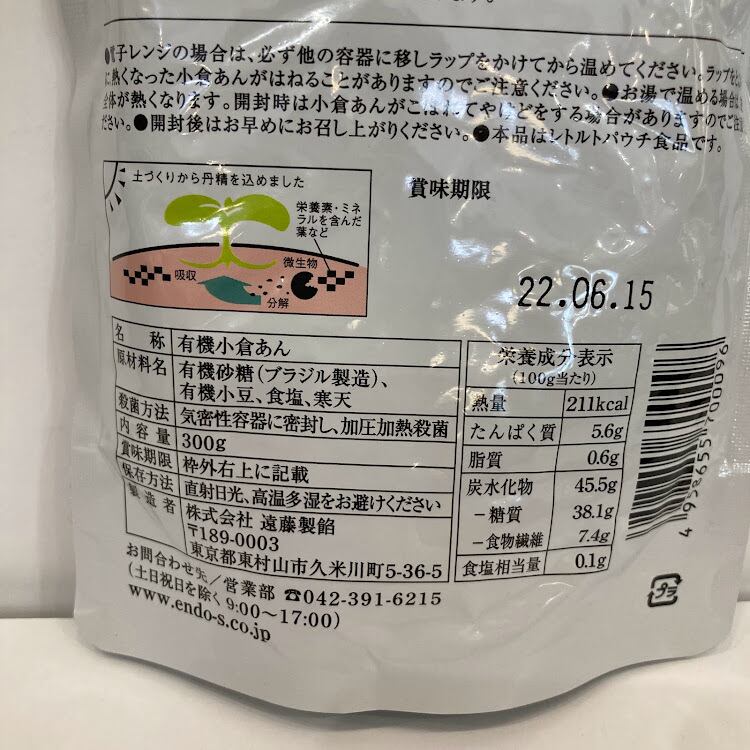 ます。
●電子レンジの場合は、必ず他の容器に移しラップをかけてから温めてください。ラップを
に熱くなった小倉あんがはねることがありますのでご注意ください。●お湯で温める場合は
全体が熱くなります。開封時は小倉あんがこぼれてやけどをする場合がありますのでご注
ださい。●開封後はお早めにお召し上がりください。●本品はレトルトパウチ食品です。
土づくりから丹精を込めました
栄養素・ミネ
ラルを含んだ
葉など
微生物
吸収
分解
賞味期限
22.06.15
名 称 有機小倉あん
原材料名 有機砂糖(ブラジル製造)、
有機小豆、食塩、寒天
殺菌方法 気密性容器に密封し、加圧加熱殺菌
内容量 300g
賞味期限 枠外右上に記載
保存方法 直射日光、高温多湿をお避けください
製造者 株式会社 遠藤製餡
〒189-0003
東京都東村山市久米川町5-36-5
お問合わせ先/営業部 ☎042-391-6215
(土日祝日を除く 9:00~17:00)
www.endo-s.co.jp
栄養成分表示
(100g当たり)
熱量 211kcal
たんぱく質 5.6g
脂質 0.6g
炭水化物 45.5g
-糖質 38.1g
-食物繊維 7.4g
食塩相当量 0.1g
4 958655 700096
プラ